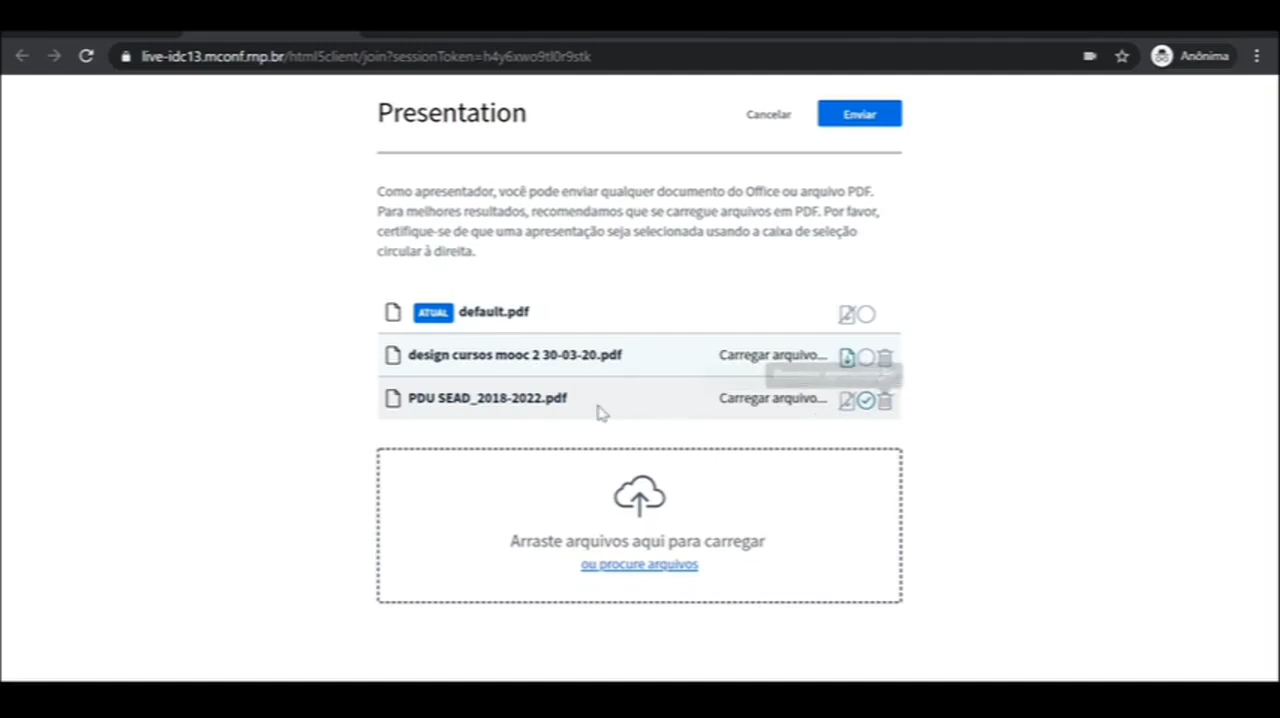 live-idc13.mconf.rnp.br/html5client/join?sessionToken=h4y6xwo9tl0r9stk
Anônima
Presentation
Cancelar
Enviar
Como apresentador, você pode enviar qualquer documento do Office ou arquivo PDF.
Para melhores resultados, recomendamos que se carregue arquivos em PDF. Por favor,
certifique-se de que uma apresentação seja selecionada usando a caixa de seleção
circular à direita.
ATUAL default.pdf
design cursos mooc 2 30-03-20.pdf Carregar arquivo...
PDU SEAD_2018-2022.pdf Carregar arquivo...
Arraste arquivos aqui para carregar
ou procure arquivos